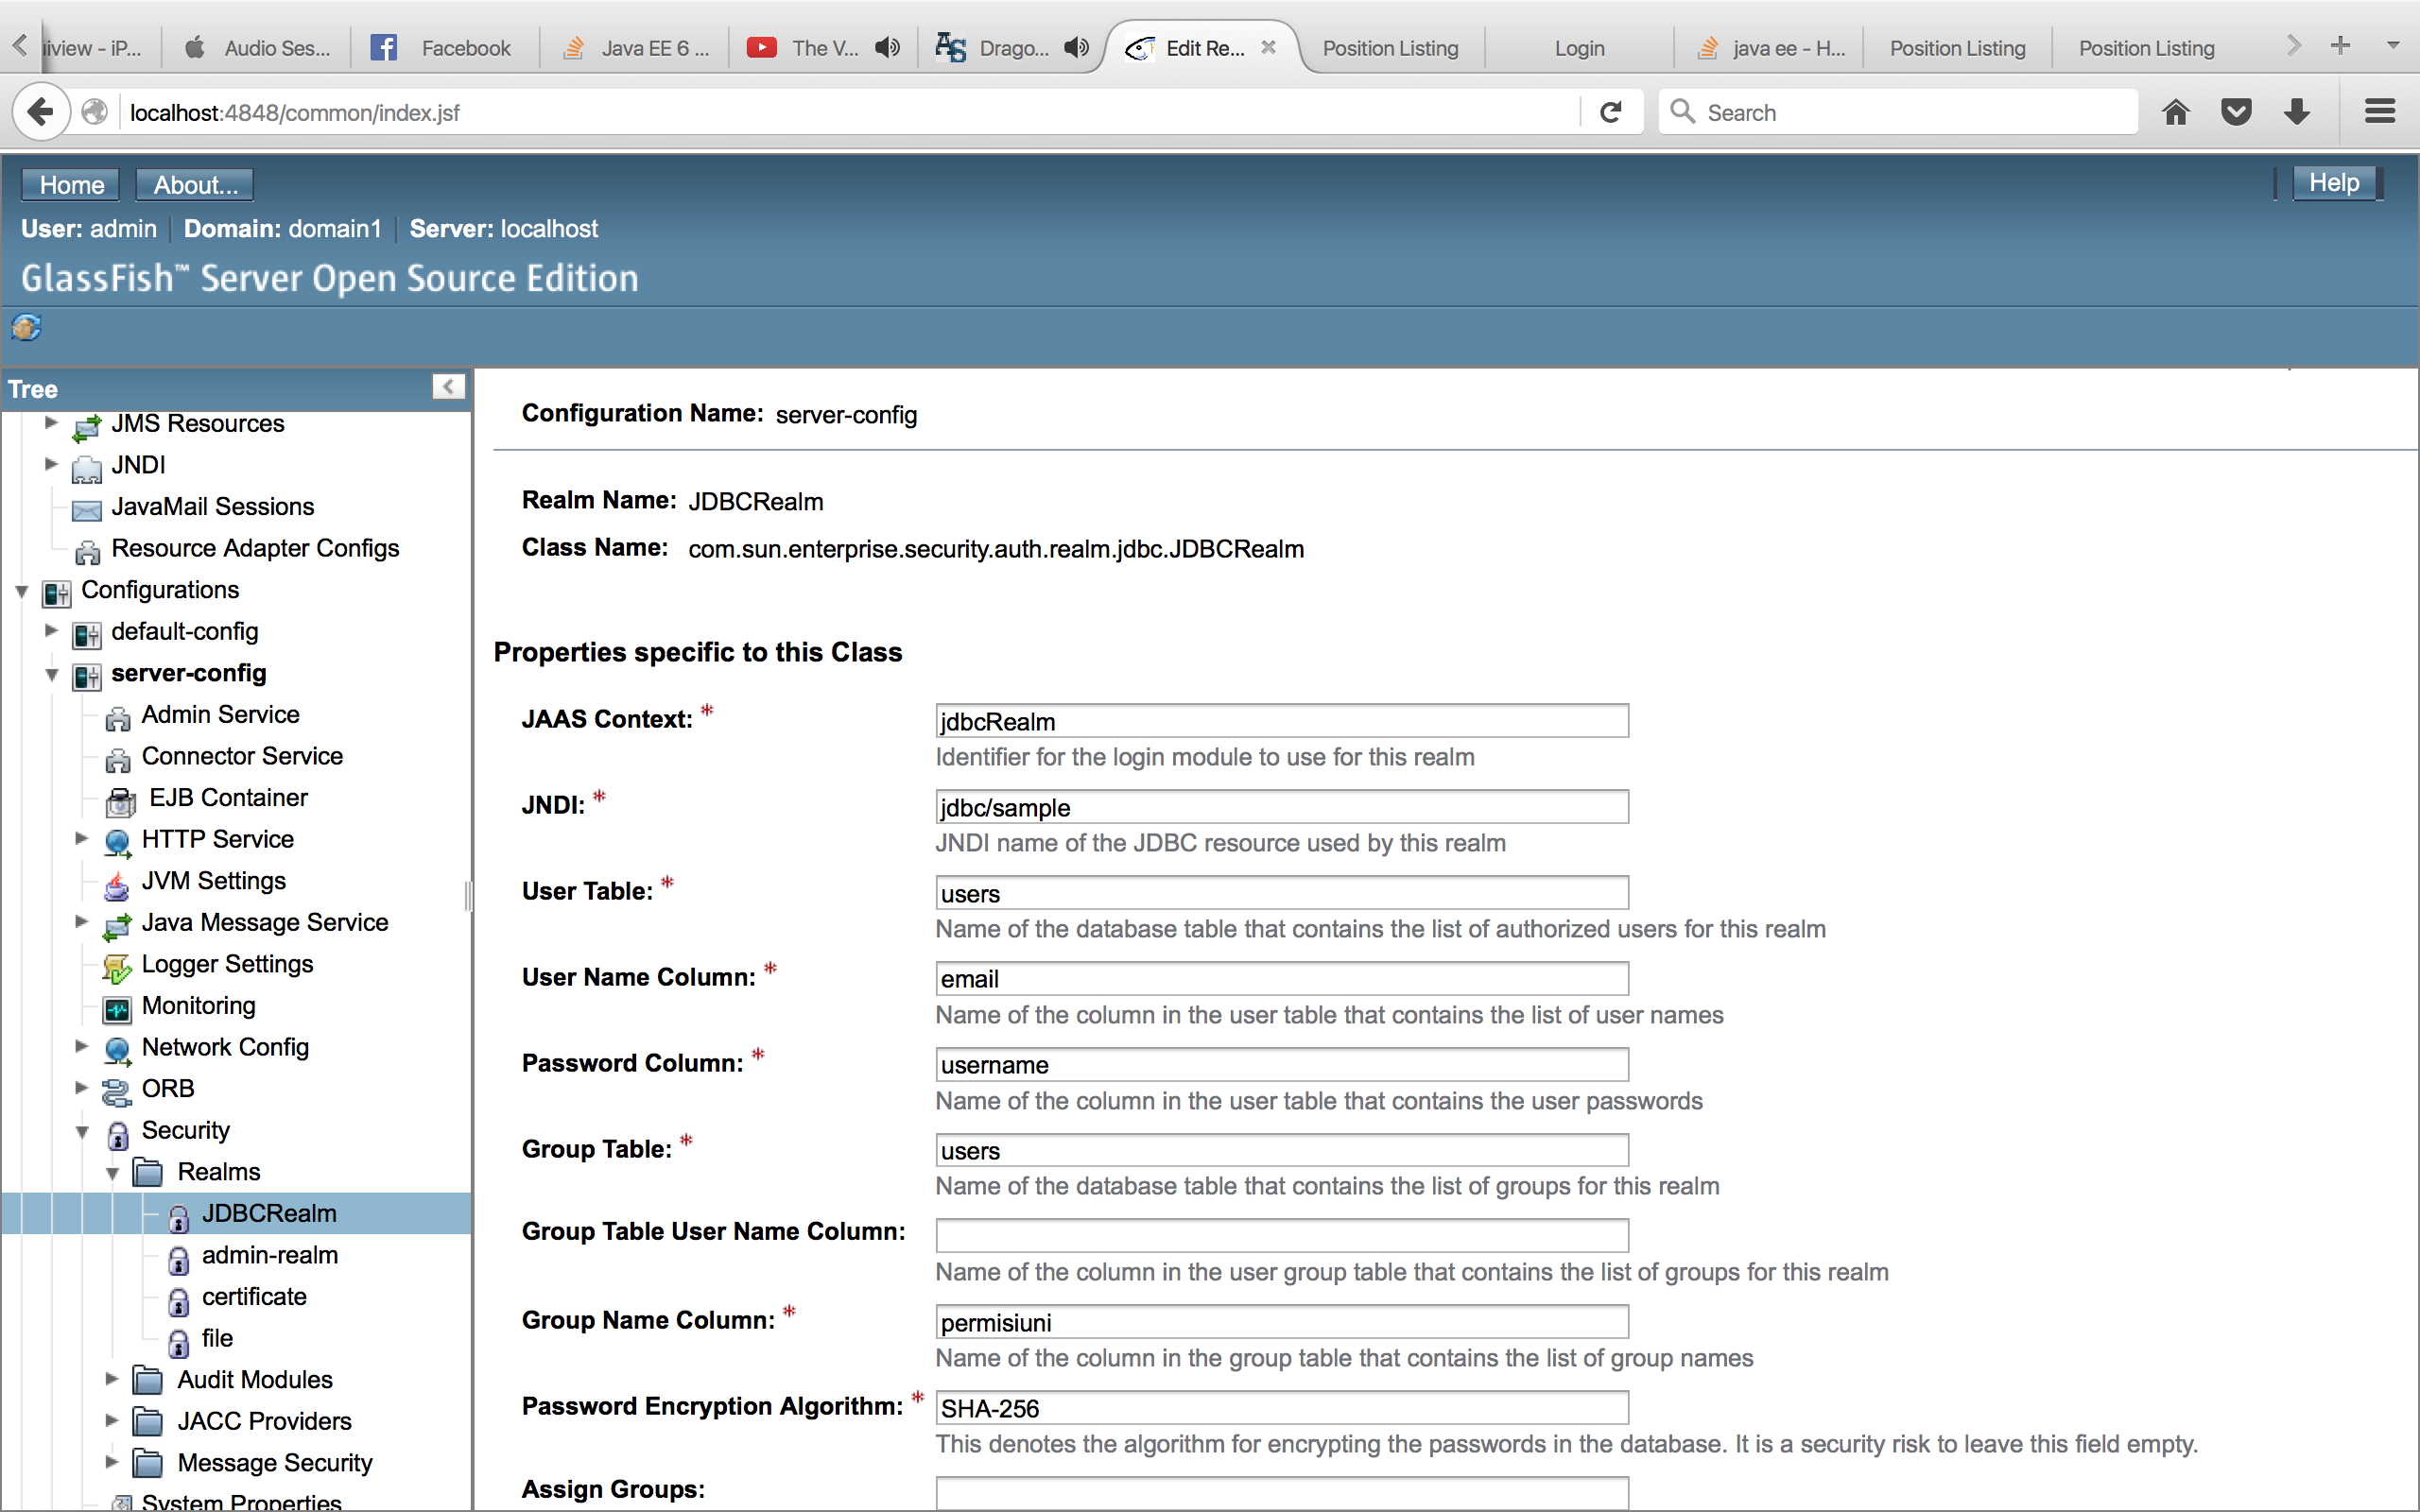 iview - iP...
Audio Ses...
Facebook
Java EE 6 ...
The V...
Drago...
Edit Re...
Position Listing
Login
java ee - H...
Position Listing
Position Listing
localhost:4848/common/index.jsf
Search
Home
About...
Help
User: admin
Domain: domain1
Server: localhost
GlassFish™ Server Open Source Edition
Tree
JMS Resources
JNDI
JavaMail Sessions
Resource Adapter Configs
Configurations
default-config
server-config
Admin Service
Connector Service
EJB Container
HTTP Service
JVM Settings
Java Message Service
Logger Settings
Monitoring
Network Config
ORB
Security
Realms
JDBCRealm
admin-realm
certificate
file
Audit Modules
JACC Providers
Message Security
System Properties
Configuration Name: server-config
Realm Name: JDBCRealm
Class Name: com.sun.enterprise.security.auth.realm.jdbc.JDBCRealm
Properties specific to this Class
JAAS Context: * jdbcRealm
Identifier for the login module to use for this realm
JNDI: * jdbc/sample
JNDI name of the JDBC resource used by this realm
User Table: * users
Name of the database table that contains the list of authorized users for this realm
User Name Column: * email
Name of the column in the user table that contains the list of user names
Password Column: * username
Name of the column in the user table that contains the user passwords
Group Table: * users
Name of the database table that contains the list of groups for this realm
Group Table User Name Column:
Name of the column in the user group table that contains the list of groups for this realm
Group Name Column: * permisiuni
Name of the column in the group table that contains the list of group names
Password Encryption Algorithm: * SHA-256
This denotes the algorithm for encrypting the passwords in the database. It is a security risk to leave this field empty.
Assign Groups: